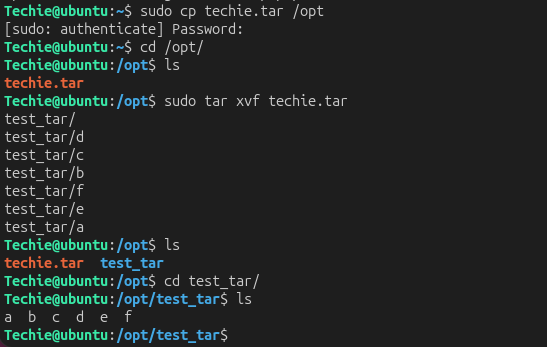 Techie@ubuntu:~$ sudo cp techie.tar /opt
[sudo: authenticate] Password:
Techie@ubuntu:~$ cd /opt/
Techie@ubuntu:/opt$ ls
techie.tar
Techie@ubuntu:/opt$ sudo tar xvf techie.tar
test_tar/
test_tar/d
test_tar/c
test_tar/b
test_tar/f
test_tar/e
test_tar/a
Techie@ubuntu:/opt$ ls
techie.tar  test_tar
Techie@ubuntu:/opt$ cd test_tar/
Techie@ubuntu:/opt/test_tar$ ls
a  b  c  d  e  f
Techie@ubuntu:/opt/test_tar$